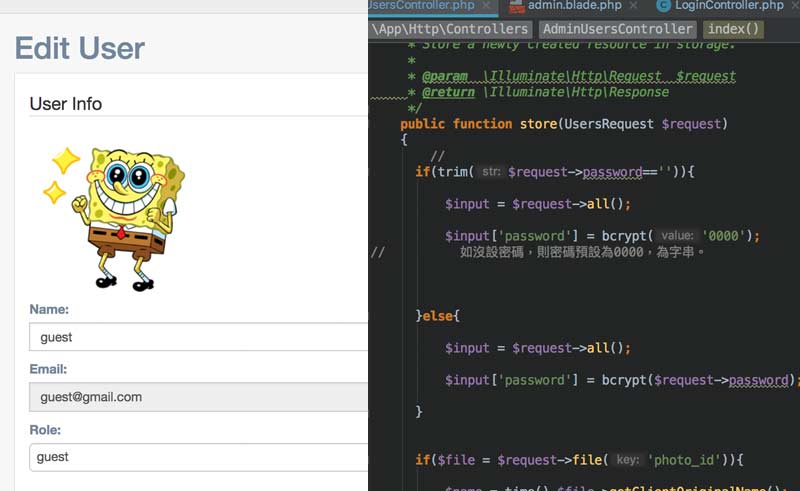 Edit User
User Info
Name:
guest
Email:
guest@gmail.com
Role:
guest
UsersController.php × admin.blade.php × LoginController.php ×
\App\Http\Controllers AdminUsersController index()
* Store a newly created resource in storage.
*
* @param \Illuminate\Http\Request $request
* @return \Illuminate\Http\Response
*/
public function store(UsersRequest $request)
{
//
if(trim( str: $request->password=='')){
$input = $request->all();
$input['password'] = bcrypt( value: '0000');
// 如沒設密碼，則密碼預設為0000，為字串。
}else{
$input = $request->all();
$input['password'] = bcrypt($request->password);
}
if($file = $request->file( key: 'photo_id')){
$name = time().$file->getClientOriginalName();